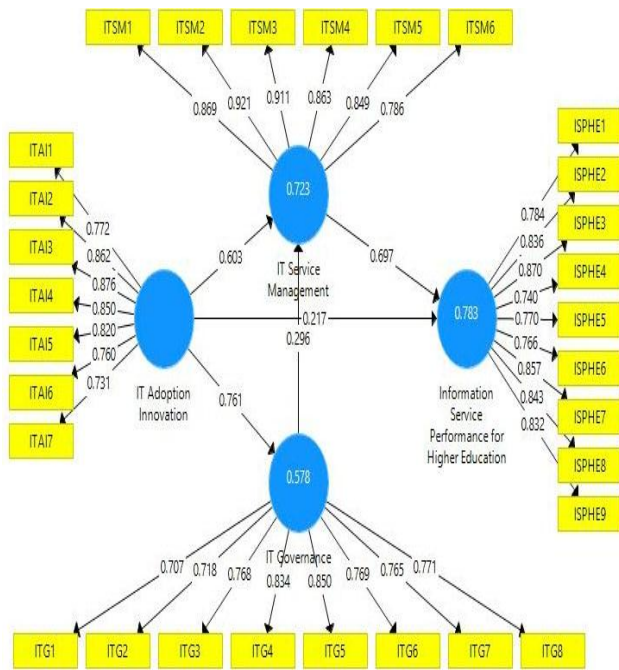 ITSM1 ITSM2 ITSM3 ITSM4 ITSM5 ITSM6
0.869 0.921 0.911 0.863 0.849 0.786
ITAI1
ITAI2
ITAI3
ITAI4
ITAI5
ITAI6
ITAI7
0.772
0.862
0.876
0.850
0.820
0.760
0.731
IT Adoption
Innovation
0.603
0.723
IT Service
Management
0.697
0.217
0.296
0.761
0.783
Information
Service
Performance for
Higher Education
0.784
0.836
0.870
0.740
0.770
0.766
0.857
0.843
0.832
ISPHE1
ISPHE2
ISPHE3
ISPHE4
ISPHE5
ISPHE6
ISPHE7
ISPHE8
ISPHE9
0.578
IT Governance
0.707 0.718 0.768 0.834 0.850 0.769 0.765 0.771
ITG1 ITG2 ITG3 ITG4 ITG5 ITG6 ITG7 ITG8